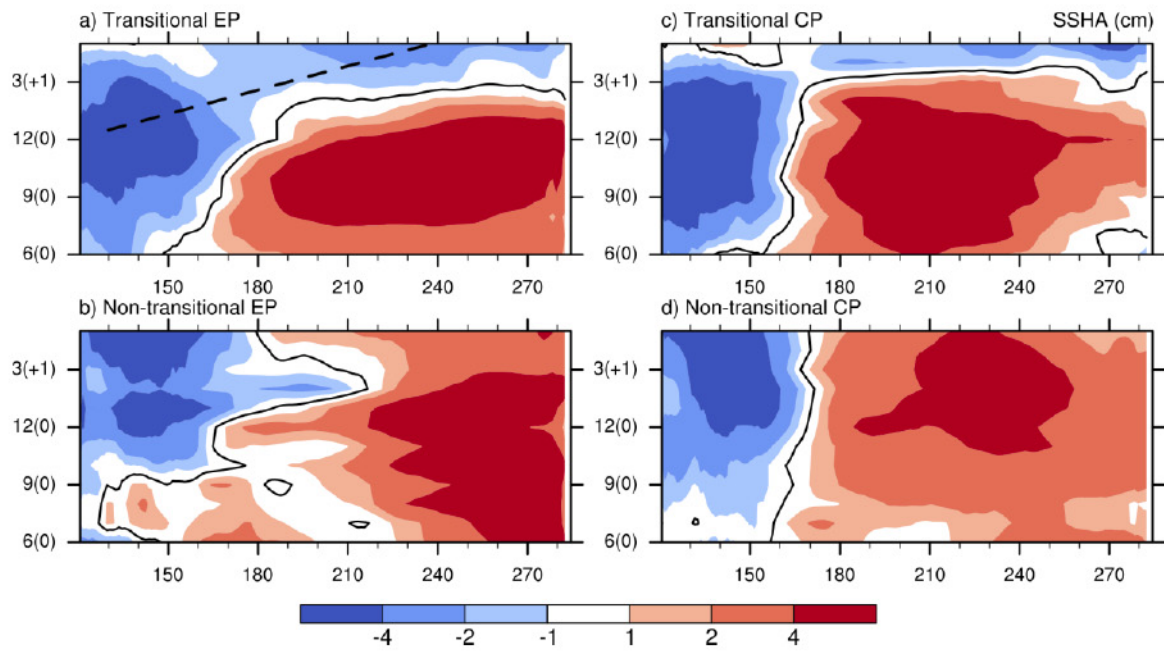 a) Transitional EP
3(+1)
12(0)
9(0)
6(0)
150 180 210 240 270
c) Transitional CP SSHA (cm)
3(+1)
12(0)
9(0)
6(0)
150 180 210 240 270
b) Non-transitional EP
3(+1)
12(0)
9(0)
6(0)
150 180 210 240 270
d) Non-transitional CP
3(+1)
12(0)
9(0)
6(0)
150 180 210 240 270
-4 -2 -1 1 2 4